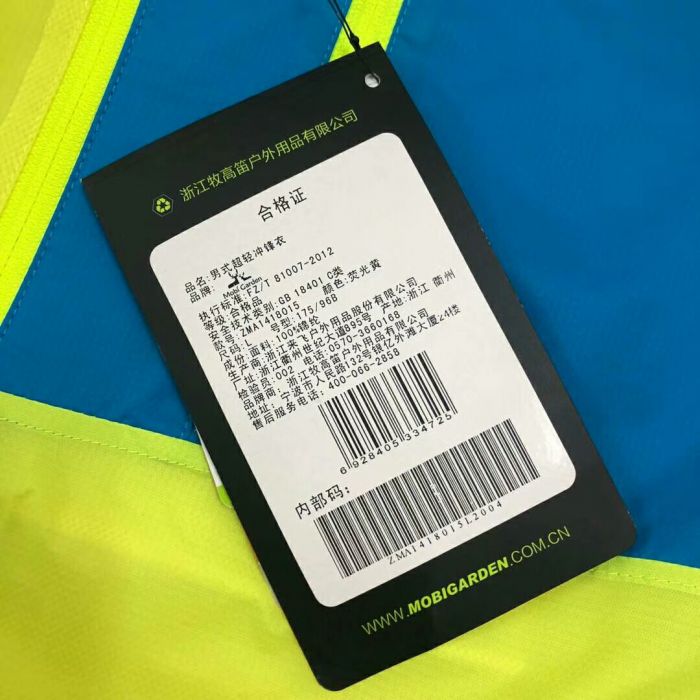 浙江牧高笛户外用品有限公司
合格证
品名:男式超轻冲锋衣
品牌:
Mobi Garden
执行标准:FZ/T 81007-2012
等级:合格品
安全技术类别:GB 18401 C类
款号:ZMA1418015 颜色:荧光黄
尺码:L 号型:175/96B
成份:面料:100%锦纶
生产商:浙江来飞户外用品股份有限公司
厂址:浙江衢州世纪大道895号 产地:浙江 衢州
检验员:002 电话:0570-3660168
品牌商:浙江牧高笛户外用品有限公司
地址:宁波市人民路132号银亿外滩大厦24楼
售后服务电话:400-066-2858
6928405334725
内部码:
ZMA1418015L2004
WWW.MOBIGARDEN.COM.CN